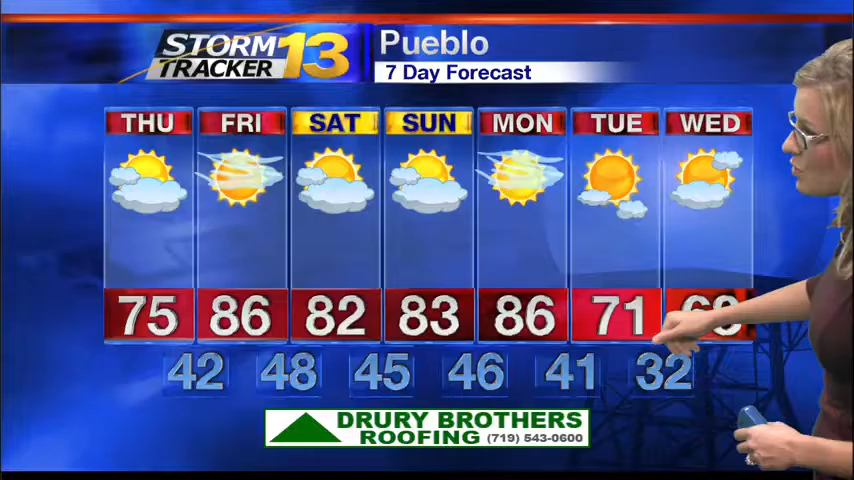 STORM TRACKER 13
Pueblo
7 Day Forecast
THU FRI SAT SUN MON TUE WED
75 86 82 83 86 71
42 48 45 46 41 32
DRURY BROTHERS
ROOFING (719) 543-0600